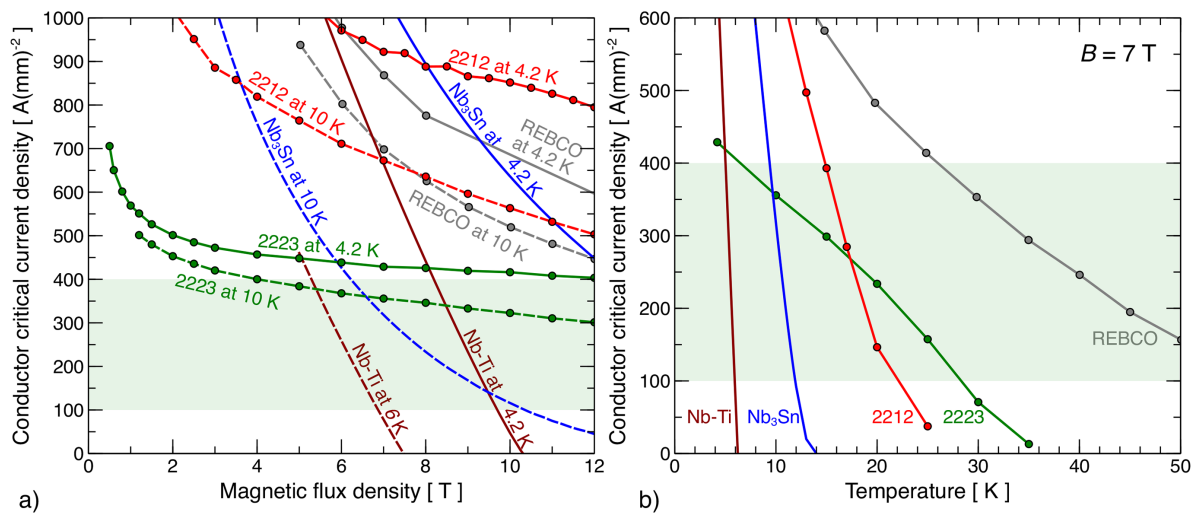 Conductor critical current density [ A(mm)⁻² ]
1000
900
800
700
600
500
400
300
200
100
0
0
2
4
6
8
10
12
Magnetic flux density [ T ]
a)
2212 at 4.2 K
2212 at 10 K
Nb₃Sn at 4.2 K
Nb₃Sn at 10 K
REBCO
at 4.2 K
REBCO at 10 K
2223 at 4.2 K
2223 at 10 K
Nb-Ti at 6 K
Nb-Ti at 4.2 K
Conductor critical current density [ A(mm)⁻² ]
600
500
400
300
200
100
0
0
10
20
30
40
50
Temperature [ K ]
b)
B = 7 T
REBCO
Nb-Ti
Nb₃Sn
2212
2223